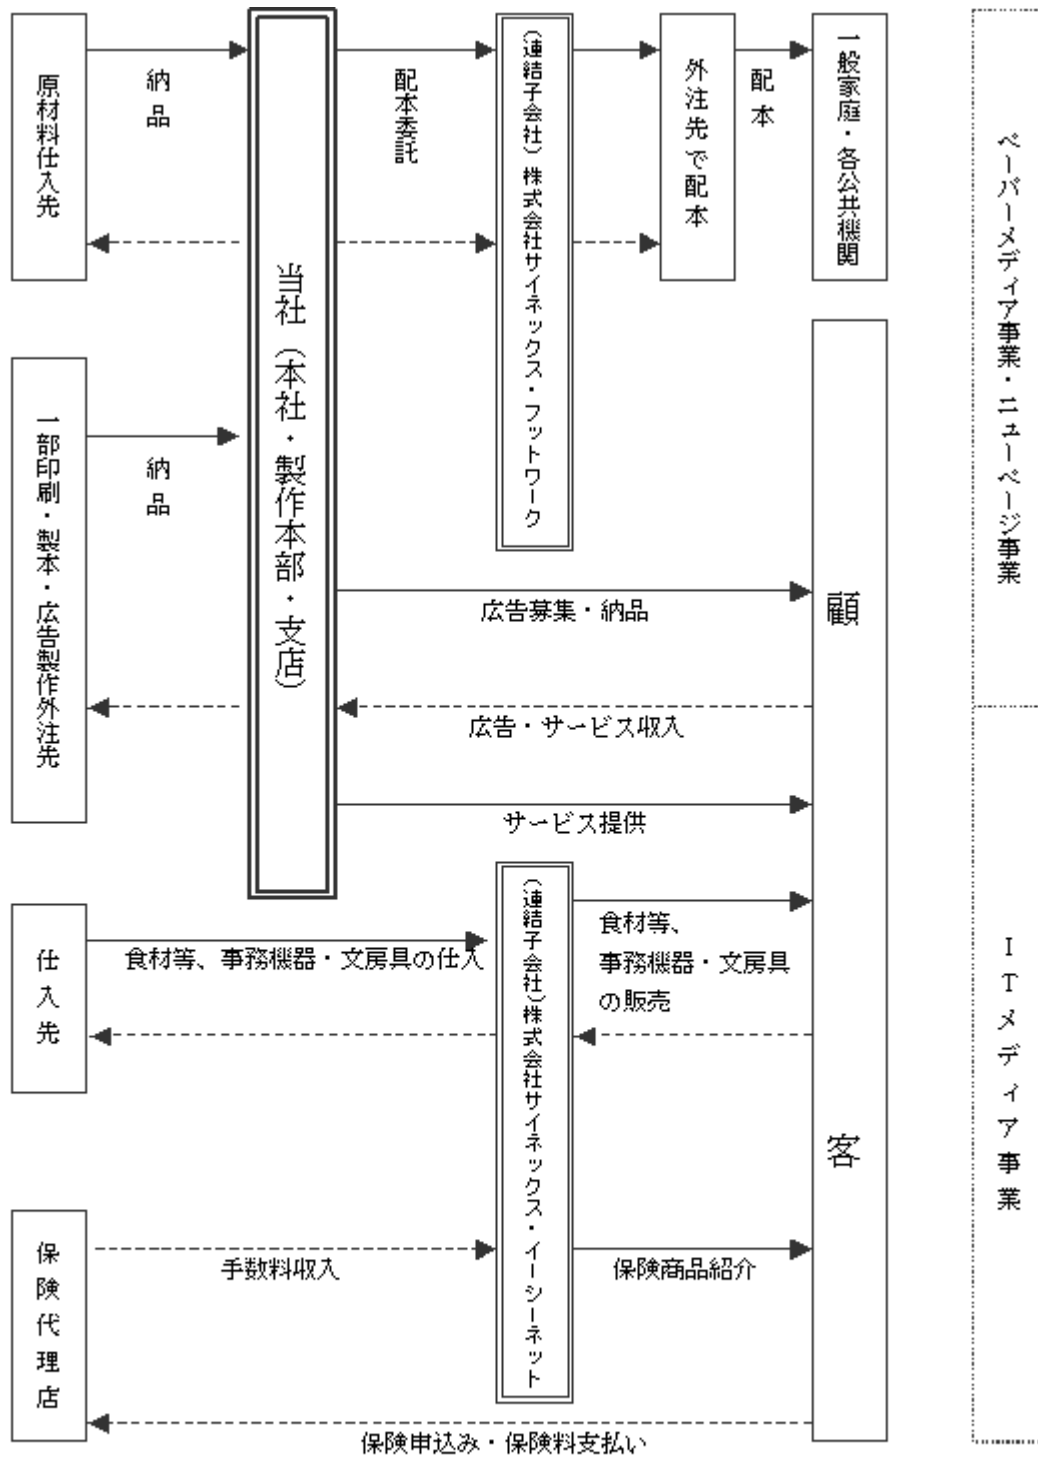 原材料仕入先
納品
当社（本社・製作本部・支店）
配本委託
（連結子会社）株式会社サイネックス・フットワーク
外注先で配本
配本
一般家庭・各公共機関
ペーパーメディア事業・ニューページ事業
一部印刷・製本・広告製作外注先
納品
広告募集・納品
広告・サービス収入
サービス提供
顧客
仕入先
食材等、事務機器・文房具の仕入
（連結子会社）株式会社サイネックス・イーシーネット
食材等、
事務機器・文房具
の販売
ＩＴメディア事業
保険代理店
手数料収入
保険商品紹介
保険申込み・保険料支払い